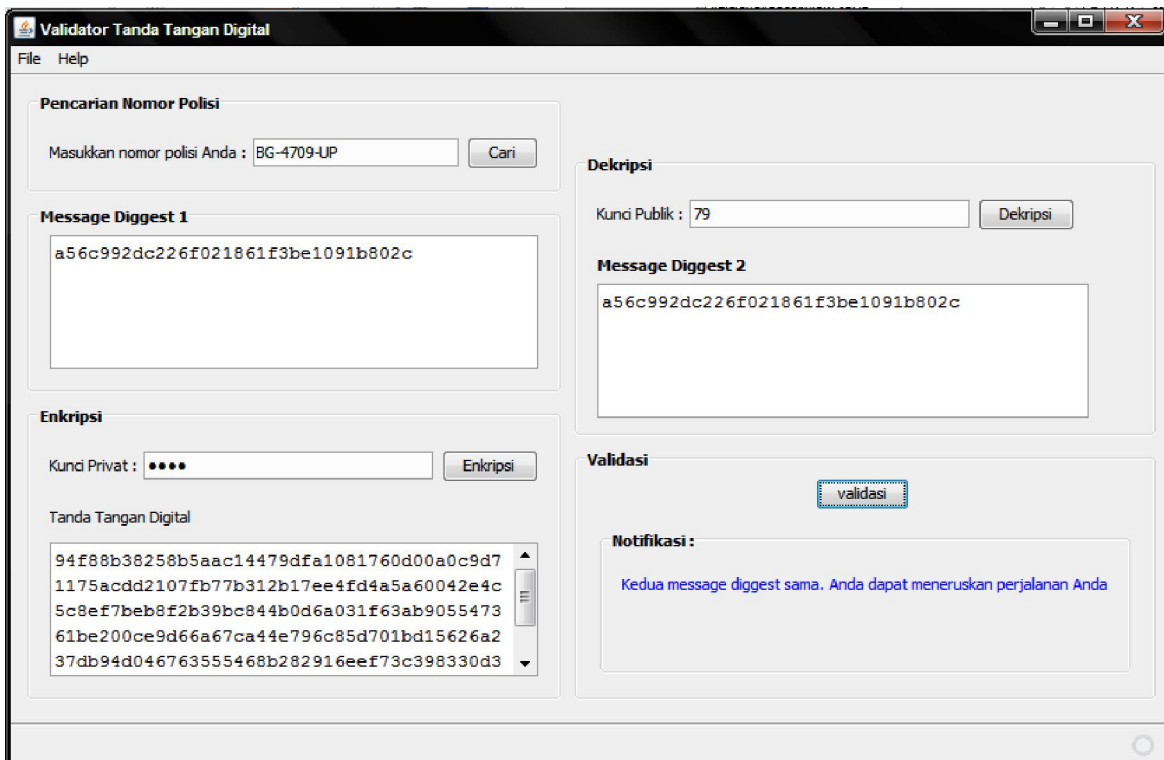 Validator Tanda Tangan Digital
File Help
Pencarian Nomor Polisi
Masukkan nomor polisi Anda : BG-4709-UP Cari
Message Diggest 1
a56c992dc226f021861f3be1091b802c
Enkripsi
Kunci Privat : •••• Enkripsi
Tanda Tangan Digital
94f88b38258b5aac14479dfa1081760d00a0c9d7
1175acdd2107fb77b312b17ee4fd4a5a60042e4c
5c8ef7beb8f2b39bc844b0d6a031f63ab9055473
61be200ce9d66a67ca44e796c85d701bd15626a2
37db94d046763555468b282916eef73c398330d3
Dekripsi
Kunci Publik : 79 Dekripsi
Message Diggest 2
a56c992dc226f021861f3be1091b802c
Validasi
validasi
Notifikasi :
Kedua message diggest sama. Anda dapat meneruskan perjalanan Anda